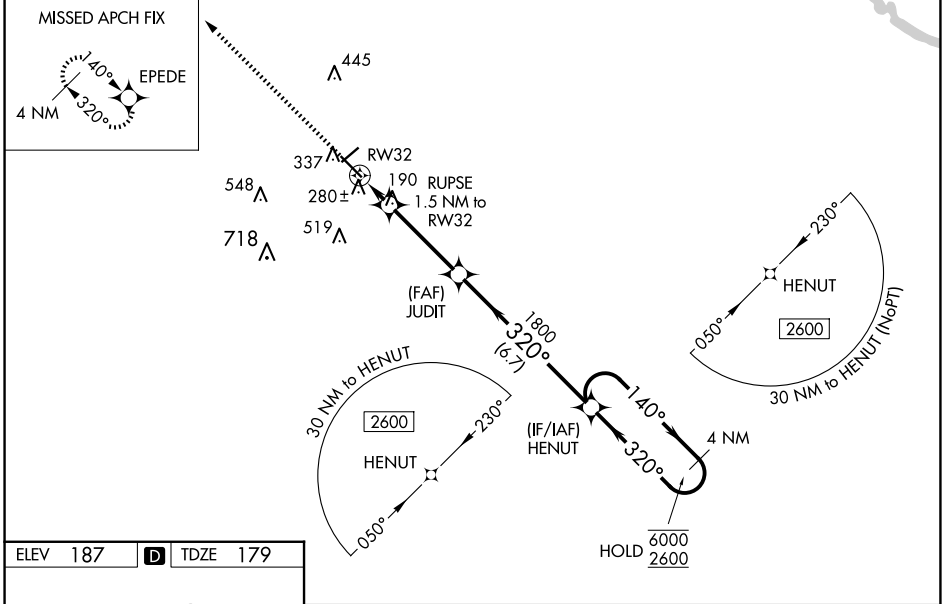 MISSED APCH FIX
140°
EPEDE
4 NM
320°
445
337
RW32
548
280±
190
RUPSE
1.5 NM to
RW32
718
519
(FAF)
JUDIT
1800
320°
(6.7)
230°
HENUT
2600
050°
30 NM to HENUT (NoPT)
30 NM to HENUT
2600
230°
HENUT
050°
(IF/IAF)
HENUT
140°
4 NM
320°
HOLD
6000
2600
ELEV 187 D TDZE 179